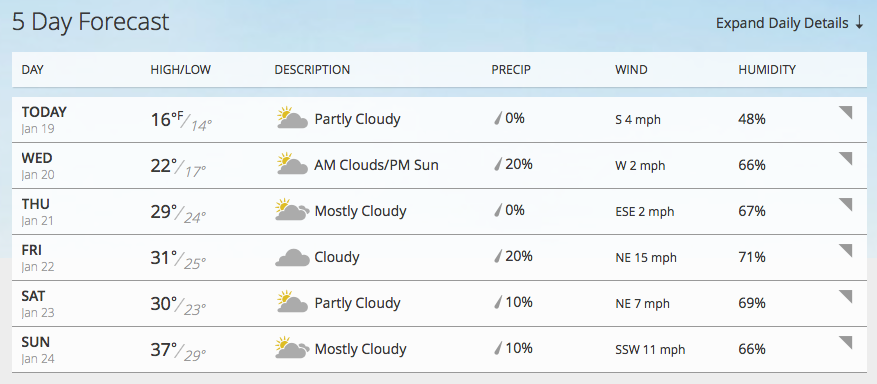 5 Day Forecast Expand Daily Details ↓
DAY HIGH/LOW DESCRIPTION PRECIP WIND HUMIDITY
TODAY
Jan 19
16°F/14° Partly Cloudy 0% S 4 mph 48%
WED
Jan 20
22°/17° AM Clouds/PM Sun 20% W 2 mph 66%
THU
Jan 21
29°/24° Mostly Cloudy 0% ESE 2 mph 67%
FRI
Jan 22
31°/25° Cloudy 20% NE 15 mph 71%
SAT
Jan 23
30°/23° Partly Cloudy 10% NE 7 mph 69%
SUN
Jan 24
37°/29° Mostly Cloudy 10% SSW 11 mph 66%